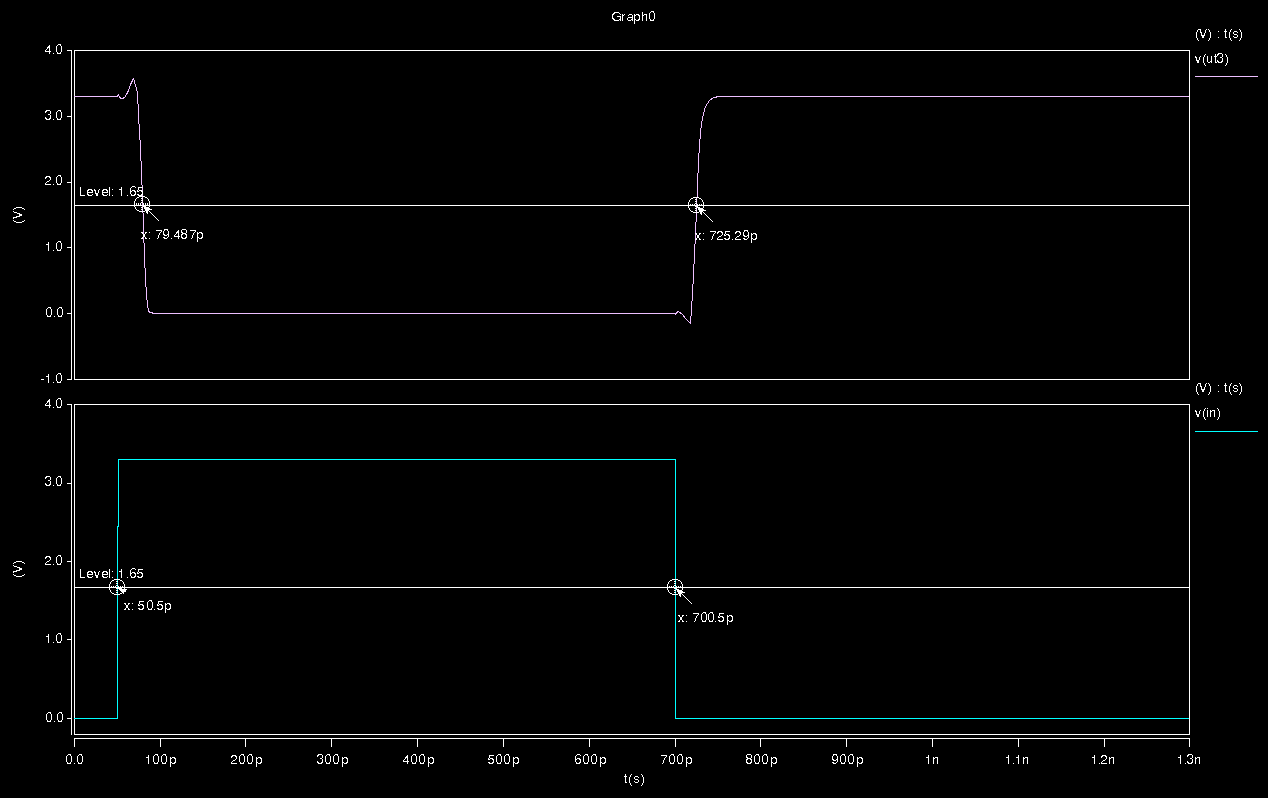 Graph0
(V) : t(s)
v(ut3)
4.0
3.0
2.0
Level: 1.65
(V)
x: 79.487p
x: 725.29p
1.0
0.0
-1.0
(V) : t(s)
4.0
v(in)
3.0
2.0
(V)
Level: 1.65
x: 50.5p
x: 700.5p
1.0
0.0
0.0 100p 200p 300p 400p 500p 600p 700p 800p 900p 1n 1.1n 1.2n 1.3n
t(s)